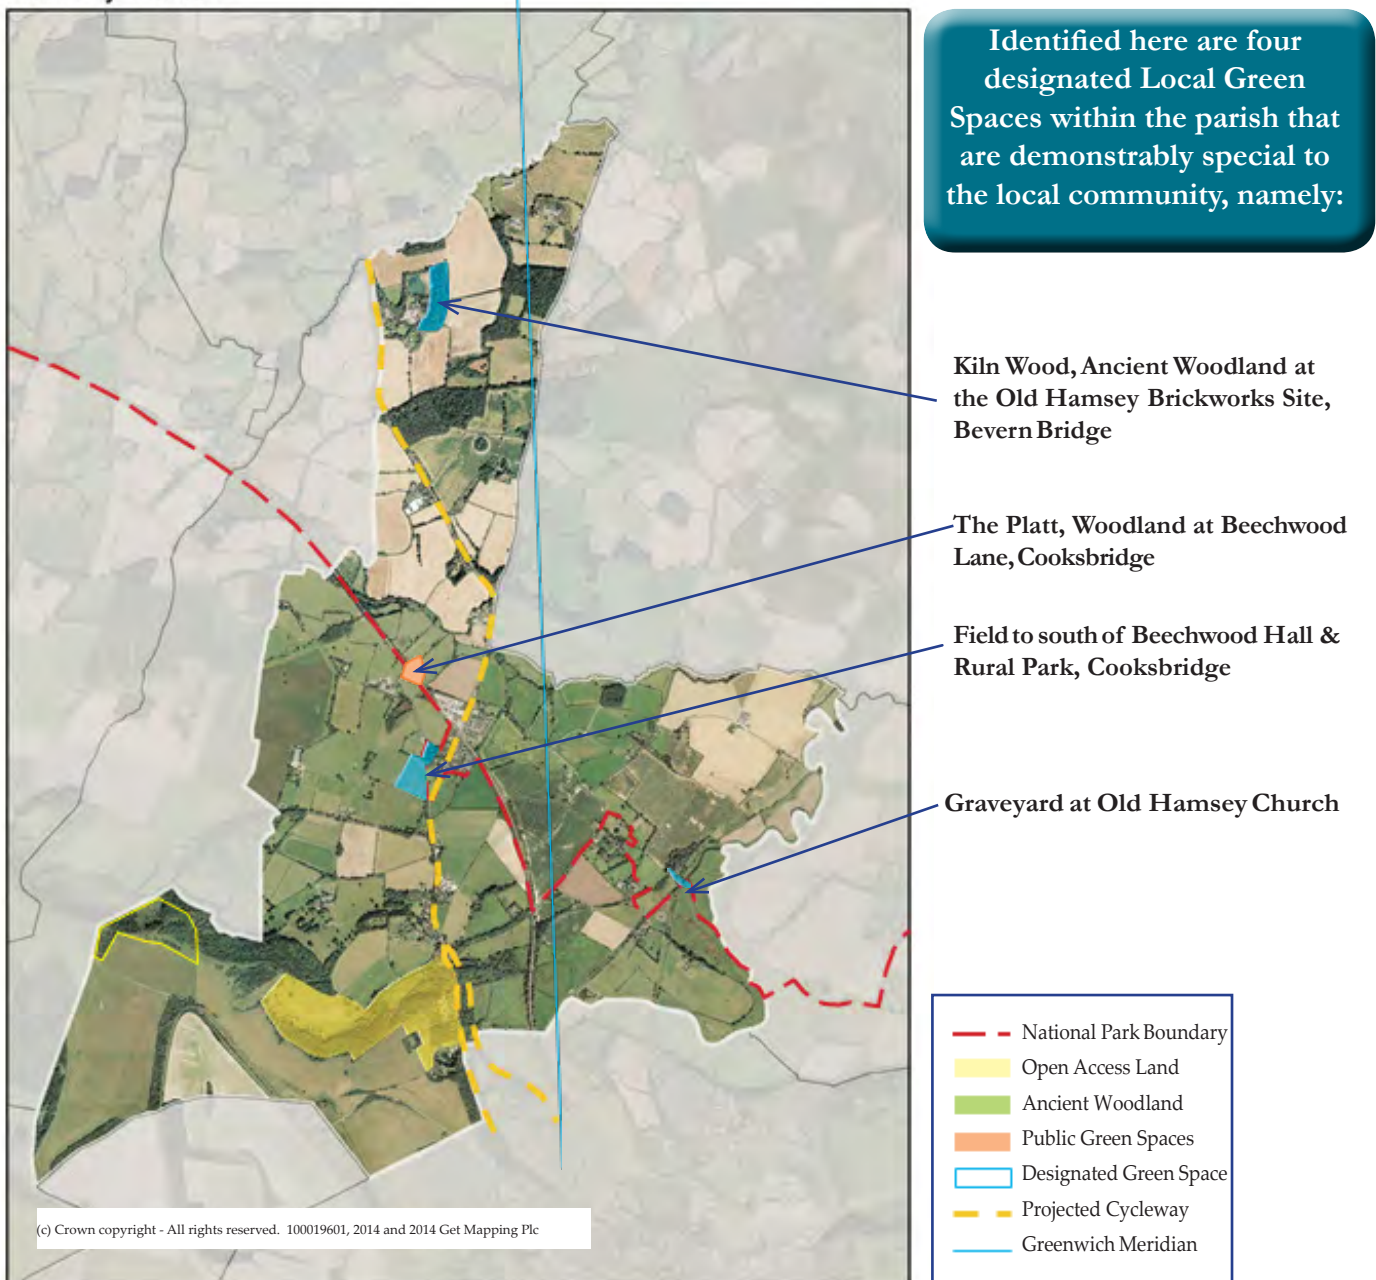 Identified here are four
designated Local Green
Spaces within the parish that
are demonstrably special to
the local community, namely:
Kiln Wood, Ancient Woodland at
the Old Hamsey Brickworks Site,
Bevern Bridge
The Platt, Woodland at Beechwood
Lane, Cooksbridge
Field to south of Beechwood Hall &
Rural Park, Cooksbridge
Graveyard at Old Hamsey Church
National Park Boundary
Open Access Land
Ancient Woodland
Public Green Spaces
Designated Green Space
Projected Cycleway
Greenwich Meridian
(c) Crown copyright - All rights reserved. 100019601, 2014 and 2014 Get Mapping Plc